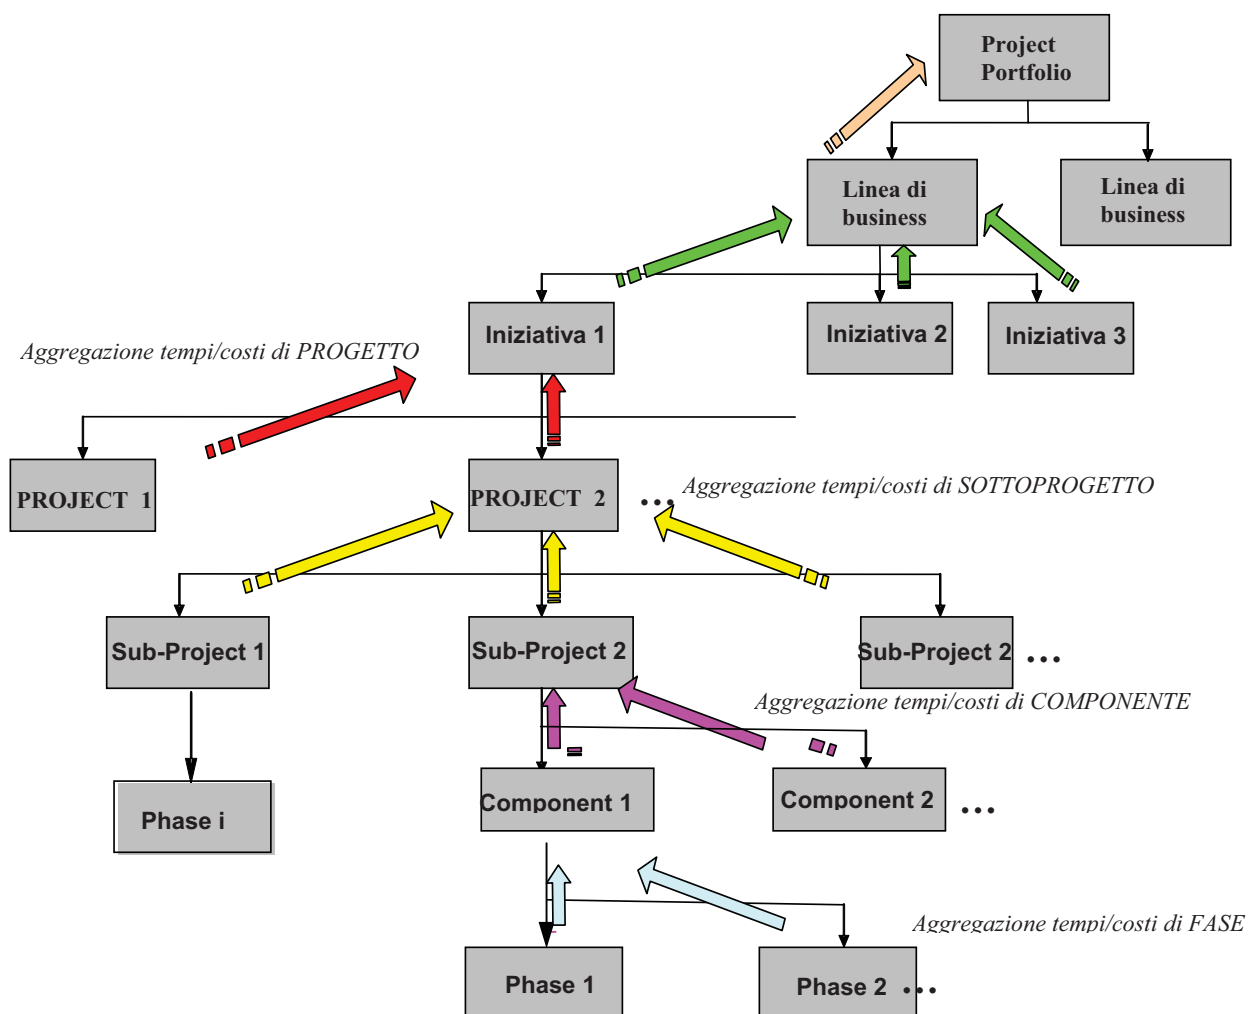 Project
Portfolio
Linea di
business
Linea di
business
Iniziativa 1
Iniziativa 2
Iniziativa 3
Aggregazione tempi/costi di PROGETTO
PROJECT 1
PROJECT 2
...
Aggregazione tempi/costi di SOTTOPROGETTO
Sub-Project 1
Sub-Project 2
Sub-Project 2
...
Aggregazione tempi/costi di COMPONENTE
Phase i
Component 1
Component 2
...
Aggregazione tempi/costi di FASE
Phase 1
Phase 2
...